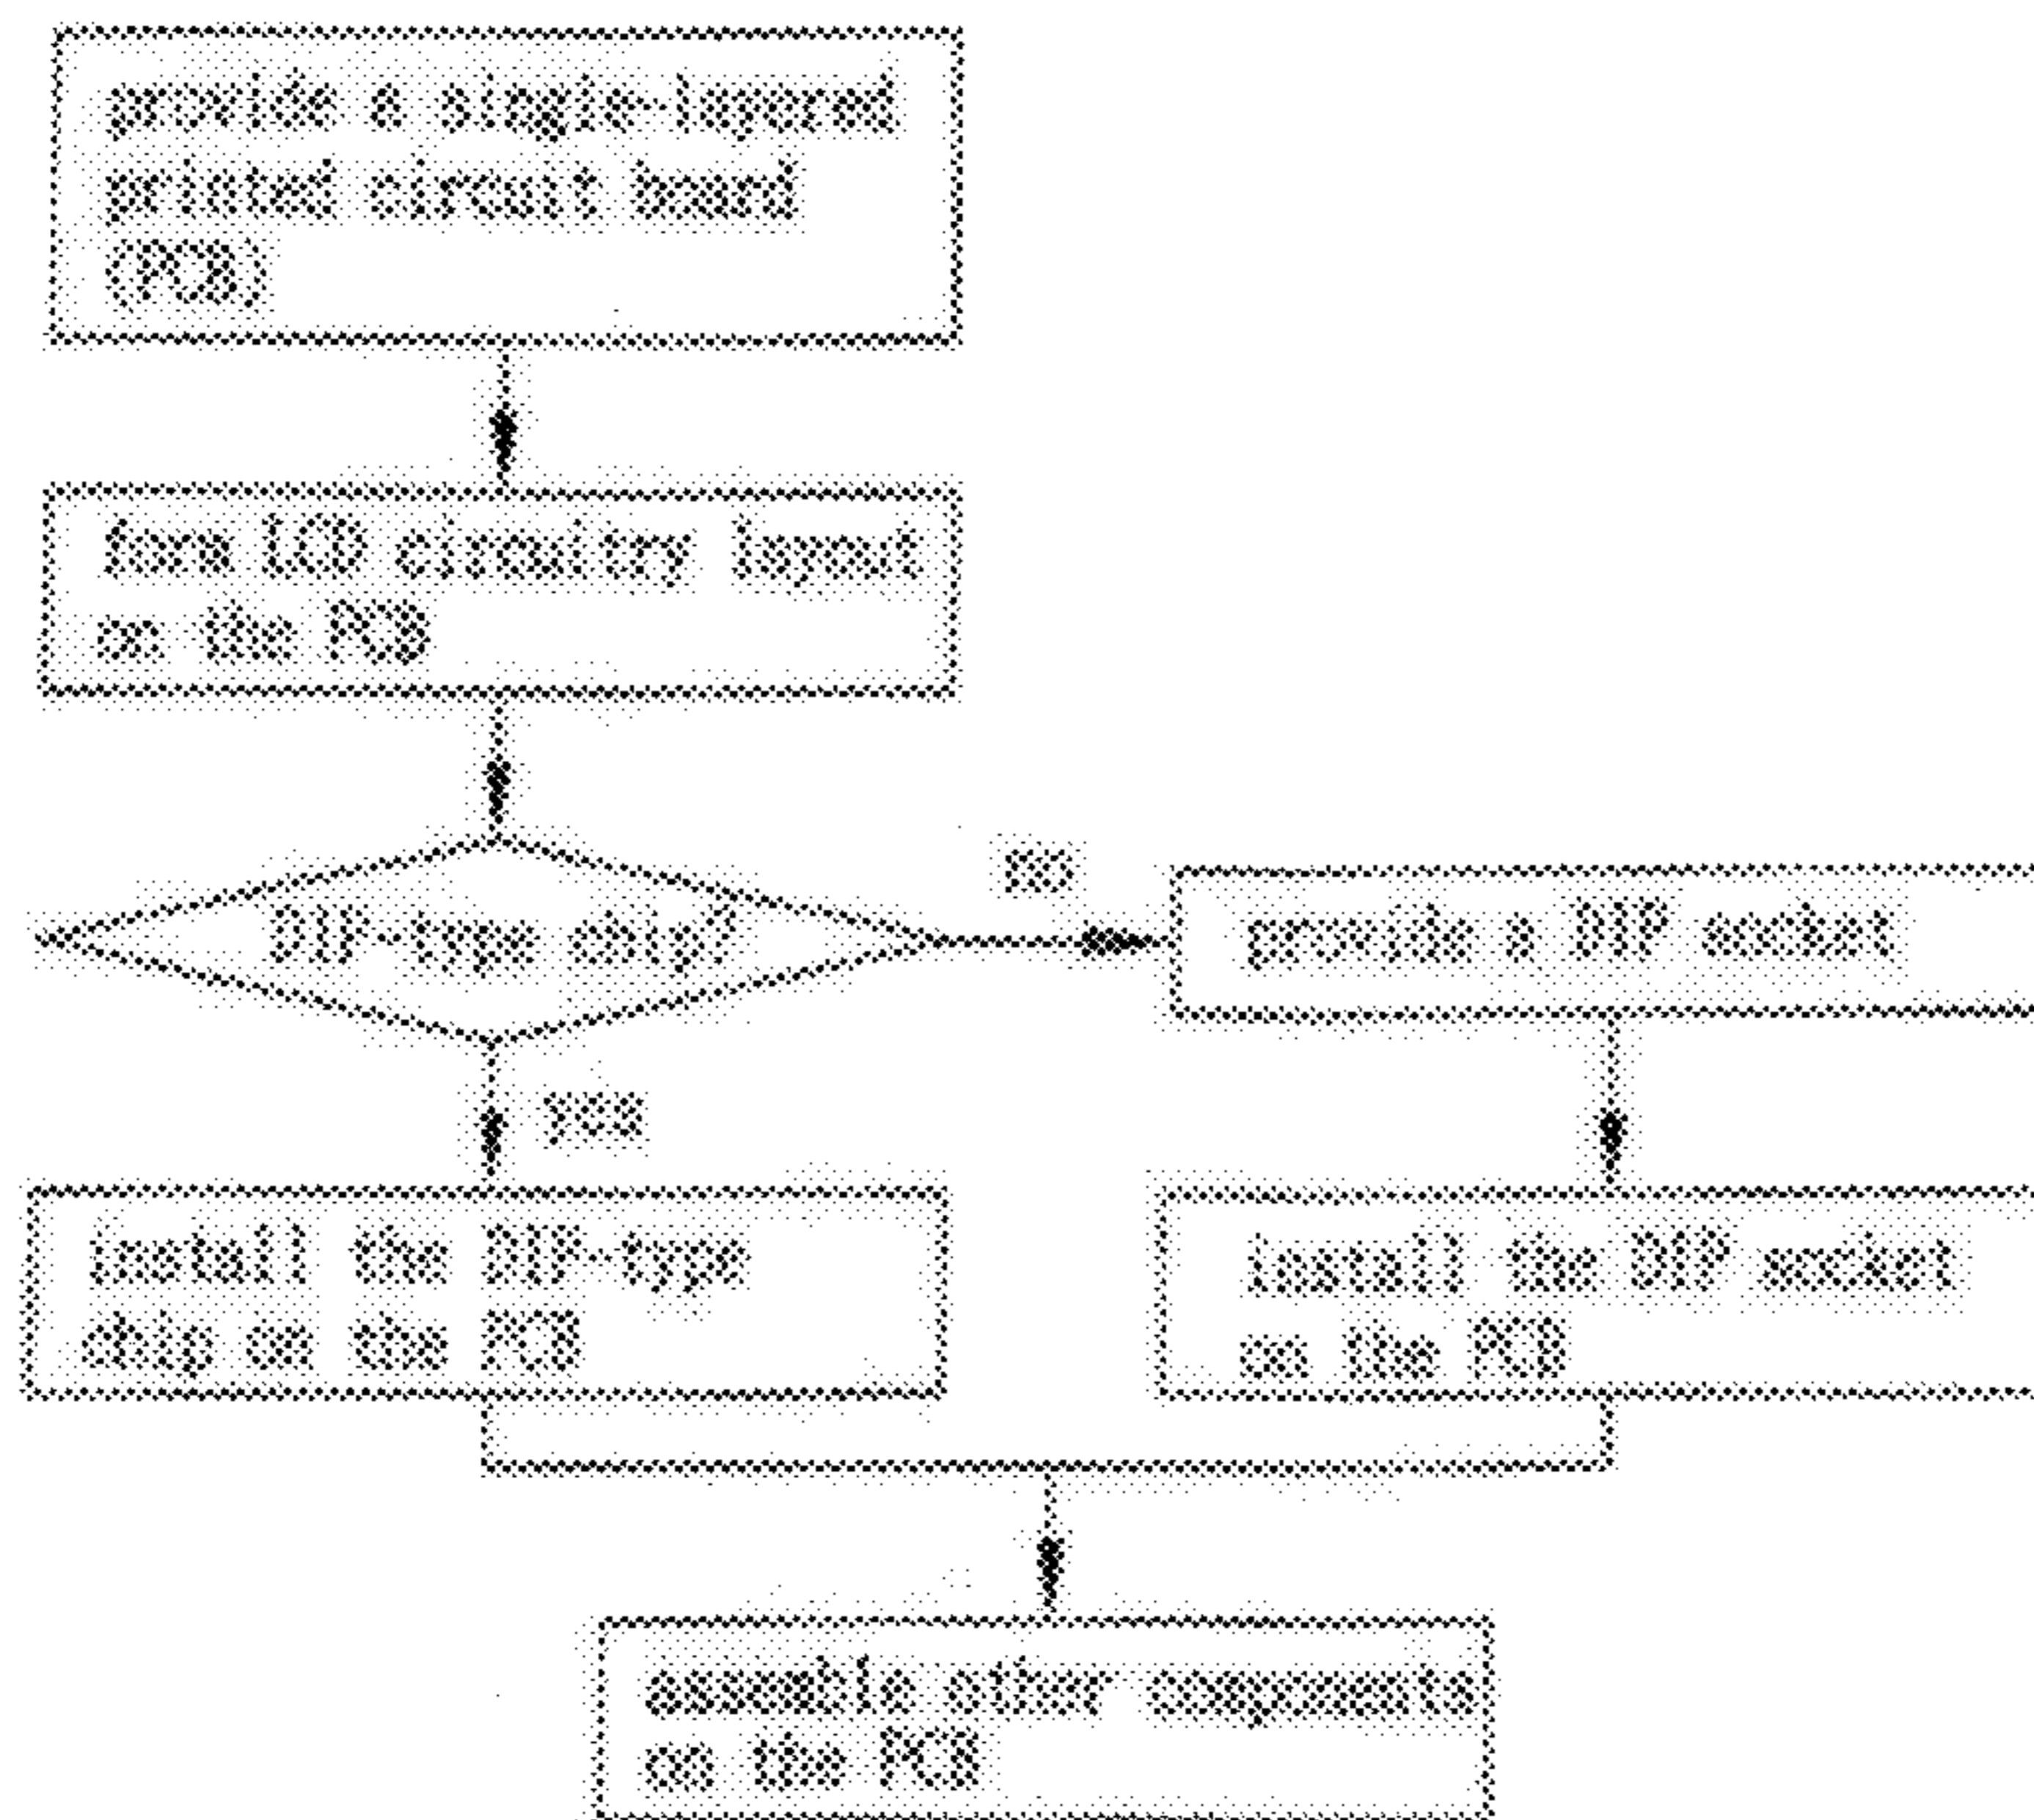 provide a single-layered
printed circuit board
(PCB)
form LCD circuitry layout
on the PCB
DIP-type chip?
no
provide a DIP socket
yes
install the DIP-type
chip on the PCB
install the DIP socket
on the PCB
assemble other components
on the PCB